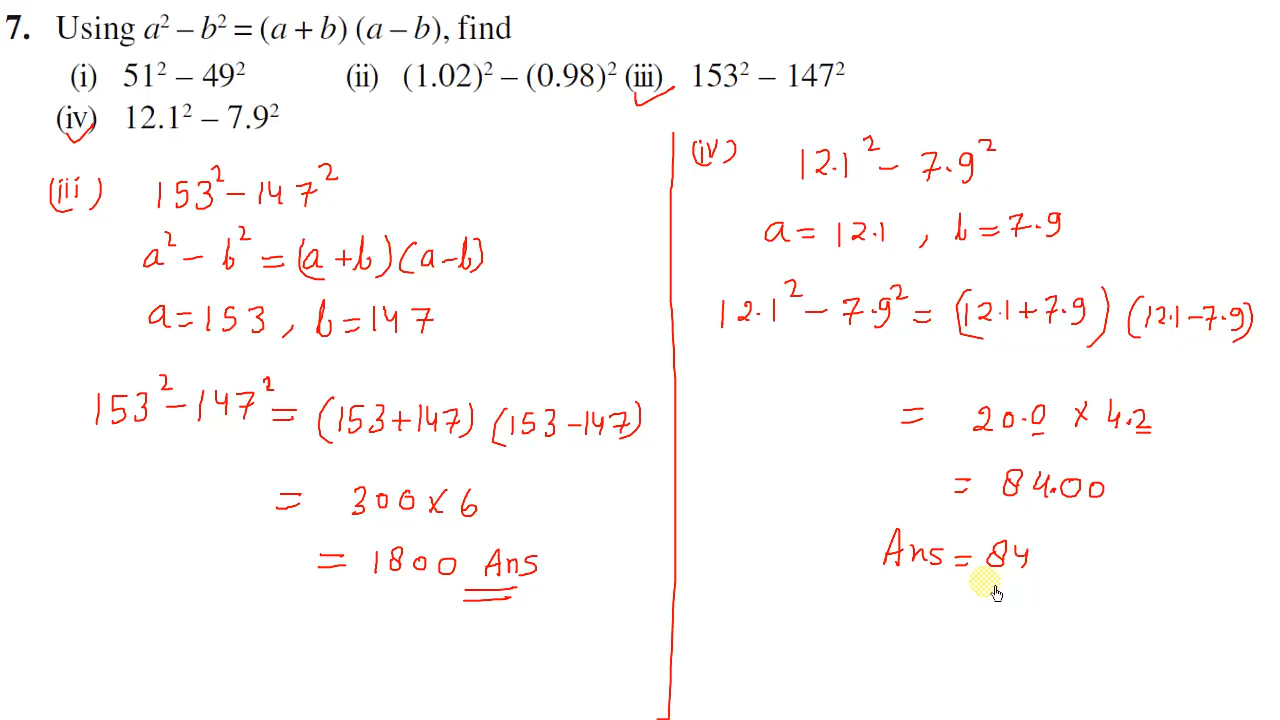 7. Using a² – b² = (a + b) (a – b), find
(i) 51² – 49² (ii) (1.02)² – (0.98)² (iii) 153² – 147²
(iv) 12.1² – 7.9²
(iii) 153² – 147²
a² – b² = (a + b) (a – b)
a = 153 , b = 147
153² – 147² = (153 + 147) (153 – 147)
= 300 × 6
= 1800 Ans
(iv) 12.1² – 7.9²
a = 12.1 , b = 7.9
12.1² – 7.9² = (12.1 + 7.9) (12.1 – 7.9)
= 20.0 × 4.2
= 84.00
Ans = 84